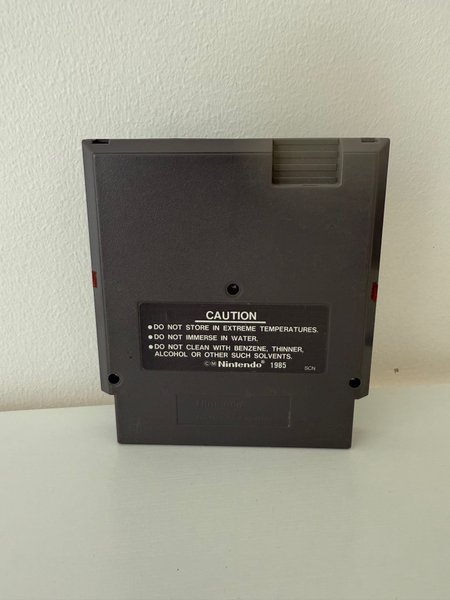 CAUTION
● DO NOT STORE IN EXTREME TEMPERATURES.
● DO NOT IMMERSE IN WATER.
● DO NOT CLEAN WITH BENZENE, THINNER,
ALCOHOL OR OTHER SUCH SOLVENTS.
©M Nintendo® 1985
SCN
Nintendo